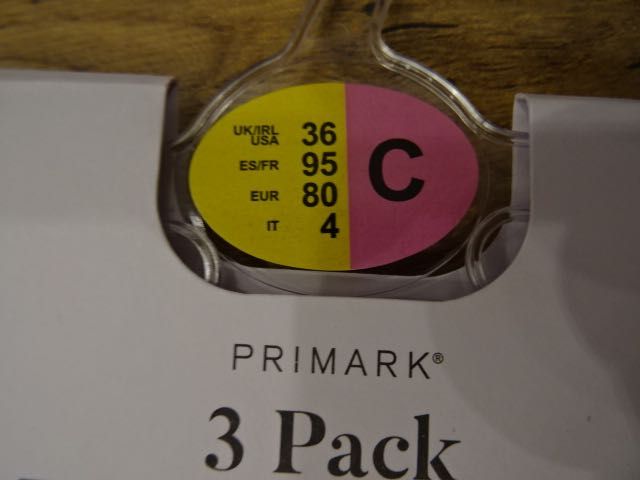 UK/IRL
USA 36
ES/FR 95
EUR 80
IT 4
C
PRIMARK®
3 Pack